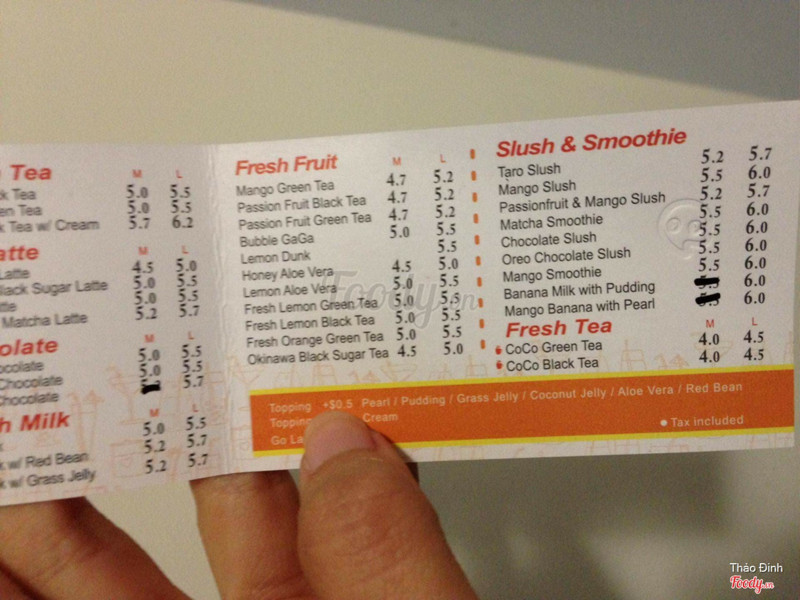 Tea M L
k Tea 5.0 5.5
en Tea 5.0 5.5
k Tea w/ Cream 5.7 6.2
atte M L
Latte 4.5 5.0
lack Sugar Latte 5.0 5.5
tte 5.0 5.5
Matcha Latte 5.2 5.7
olate M L
ocolate 5.0 5.5
Chocolate 5.0 5.5
Chocolate 5.7
h Milk M L
k 5.0 5.5
k w/ Red Bean 5.2 5.7
k w/ Grass Jelly 5.2 5.7
Fresh Fruit M L
Mango Green Tea 4.7 5.2
Passion Fruit Black Tea 4.7 5.2
Passion Fruit Green Tea 4.7 5.2
Bubble GaGa 5.0 5.5
Lemon Dunk 5.5
Honey Aloe Vera 4.5 5.0
Lemon Aloe Vera 5.0 5.5
Fresh Lemon Green Tea 5.0 5.5
Fresh Lemon Black Tea 5.0 5.5
Fresh Orange Green Tea 5.0 5.5
Okinawa Black Sugar Tea 4.5 5.0
Slush & Smoothie
Taro Slush 5.2 5.7
Mango Slush 5.5 6.0
Passionfruit & Mango Slush 5.2 5.7
Matcha Smoothie 5.5 6.0
Chocolate Slush 5.5 6.0
Oreo Chocolate Slush 5.5 6.0
Mango Smoothie 5.5 6.0
Banana Milk with Pudding 6.0
Mango Banana with Pearl 6.0
Fresh Tea M L
CoCo Green Tea 4.0 4.5
CoCo Black Tea 4.0 4.5
Topping +$0.5 Pearl / Pudding / Grass Jelly / Coconut Jelly / Aloe Vera / Red Bean
Topping Cream
Go La
Tax included
Foody.vn
Thảo Đinh
Foody.vn